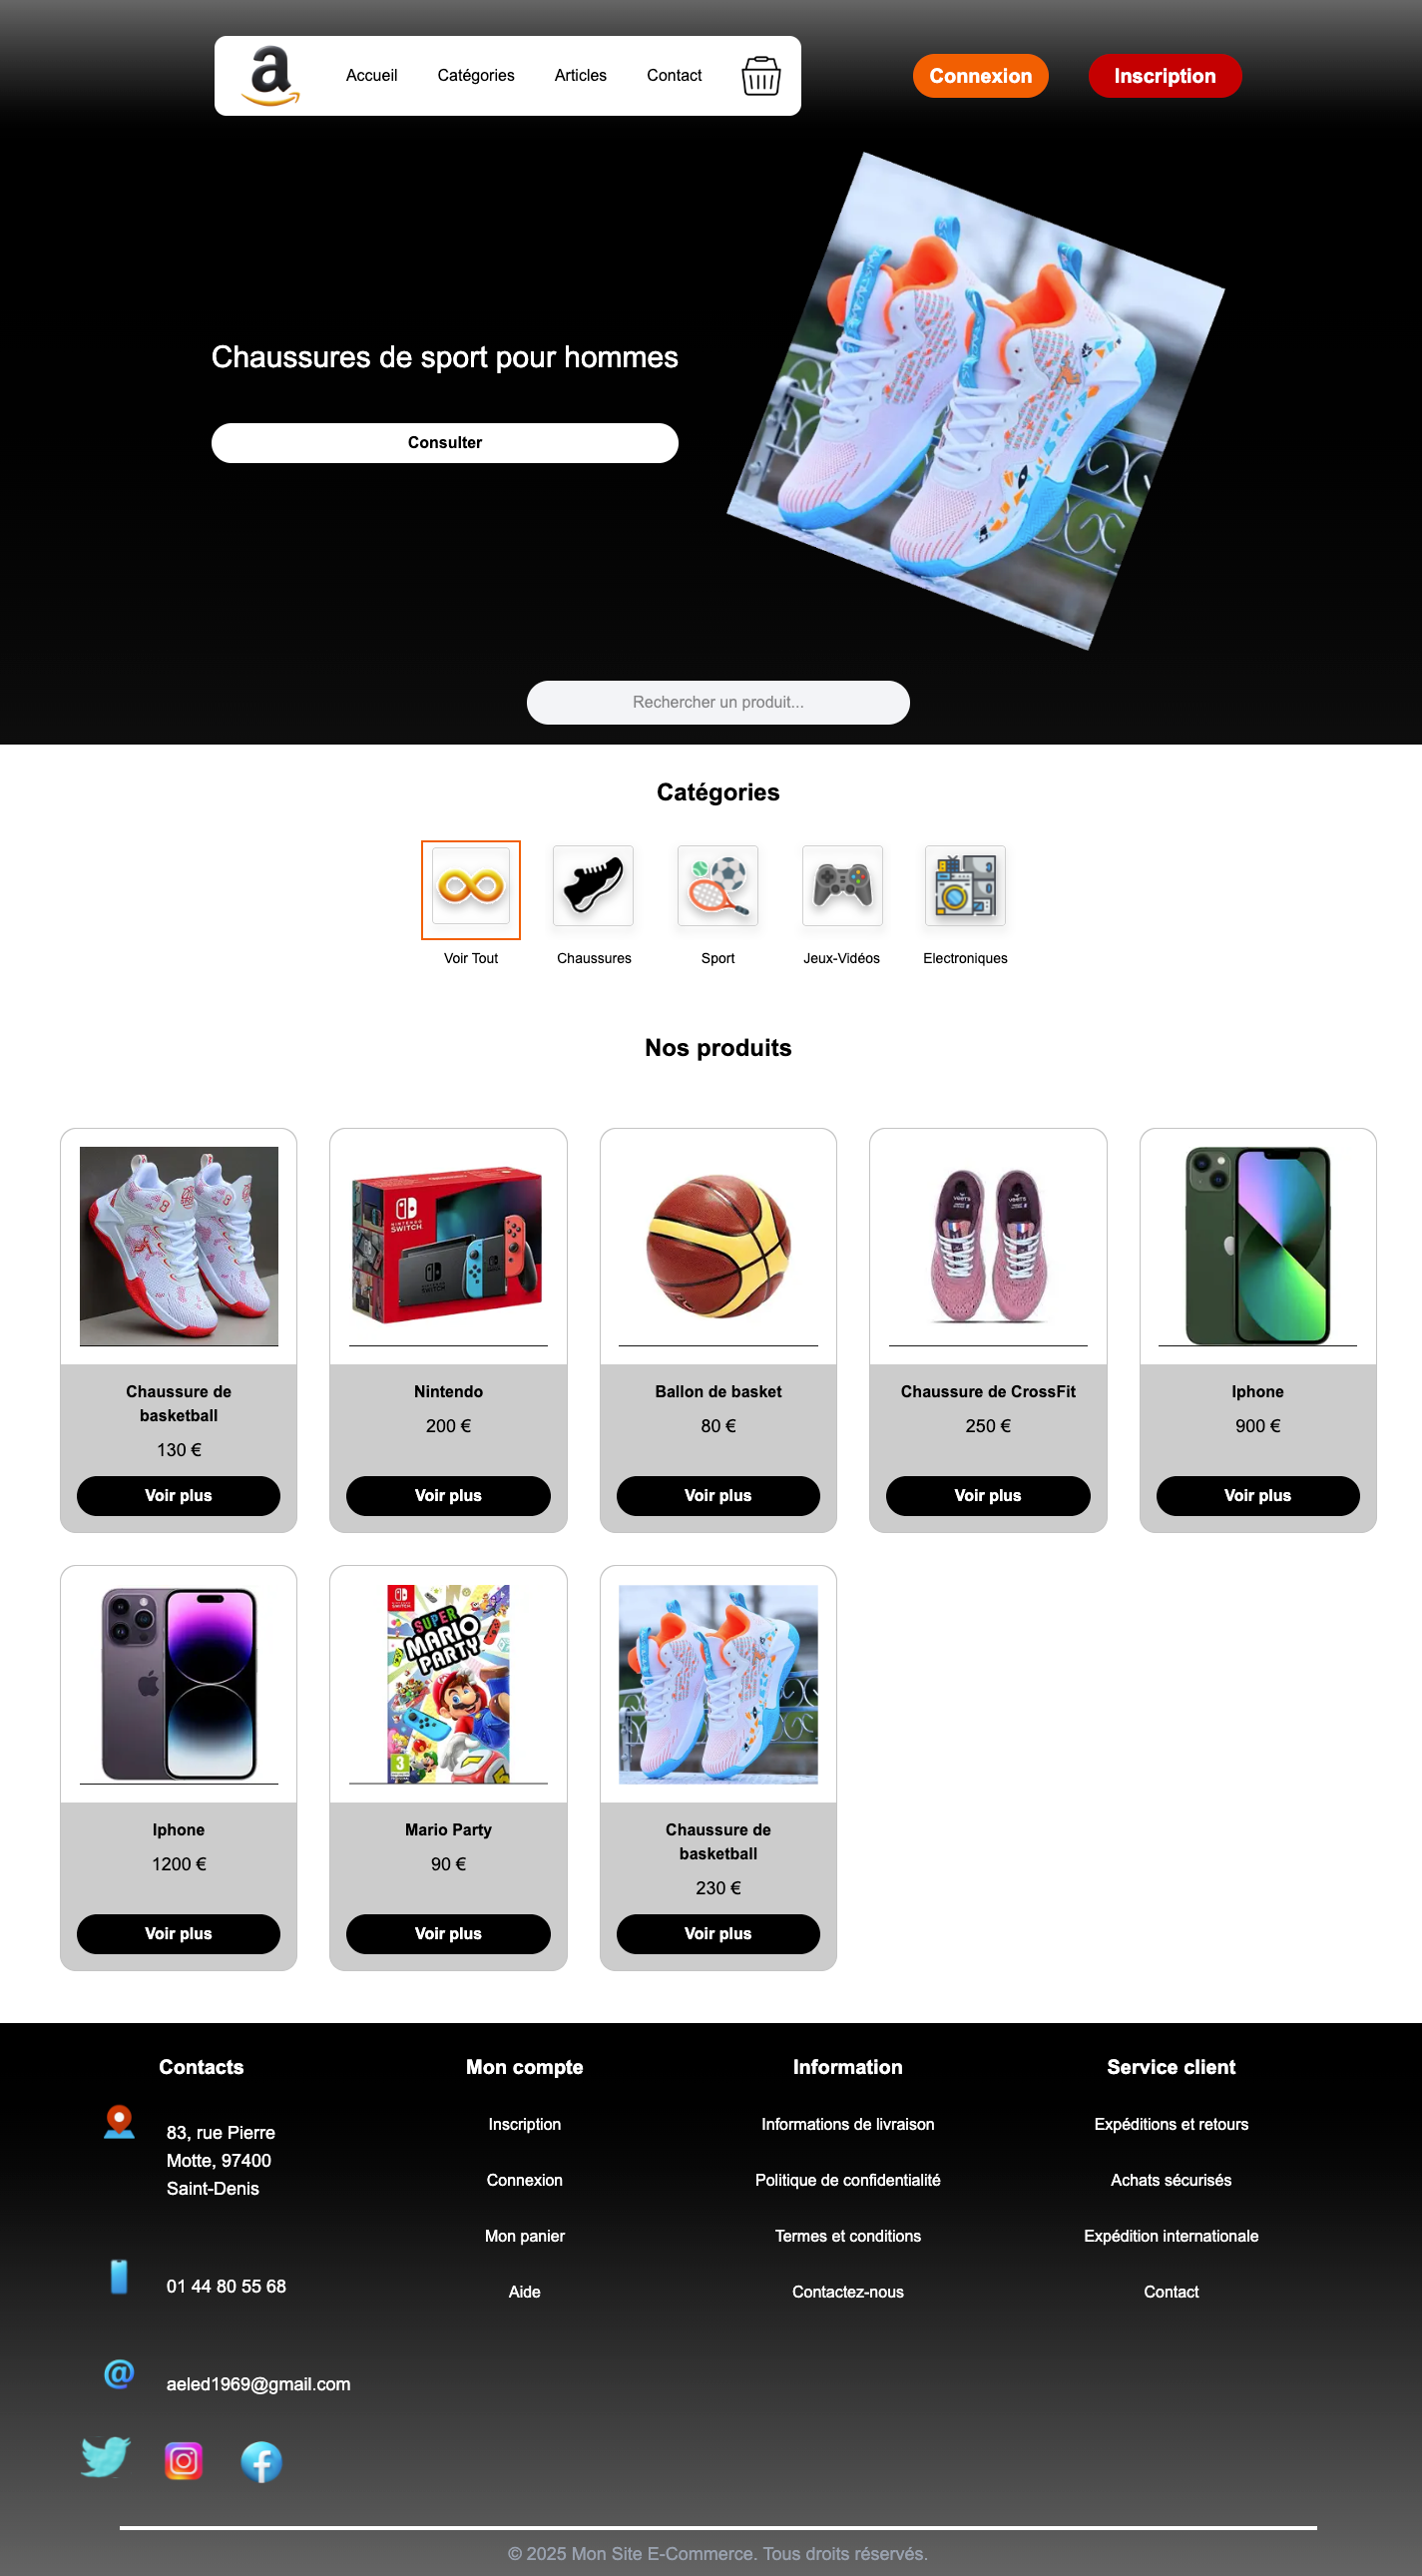 a
Accueil
Catégories
Articles
Contact
Connexion
Inscription
Chaussures de sport pour hommes
Consulter
Rechercher un produit...
Catégories
Voir Tout
Chaussures
Sport
Jeux-Vidéos
Electroniques
Nos produits
NINTENDO
SWITCH
Chaussure de
basketball
130 €
Voir plus
Nintendo
200 €
Voir plus
Ballon de basket
80 €
Voir plus
Chaussure de CrossFit
250 €
Voir plus
Iphone
900 €
Voir plus
SUPER
MARIO
PARTY
3
Iphone
1200 €
Voir plus
Mario Party
90 €
Voir plus
Chaussure de
basketball
230 €
Voir plus
Contacts
83, rue Pierre
Motte, 97400
Saint-Denis
01 44 80 55 68
@
aeled1969@gmail.com
Mon compte
Inscription
Connexion
Mon panier
Aide
Information
Informations de livraison
Politique de confidentialité
Termes et conditions
Contactez-nous
Service client
Expéditions et retours
Achats sécurisés
Expédition internationale
Contact
© 2025 Mon Site E-Commerce. Tous droits réservés.